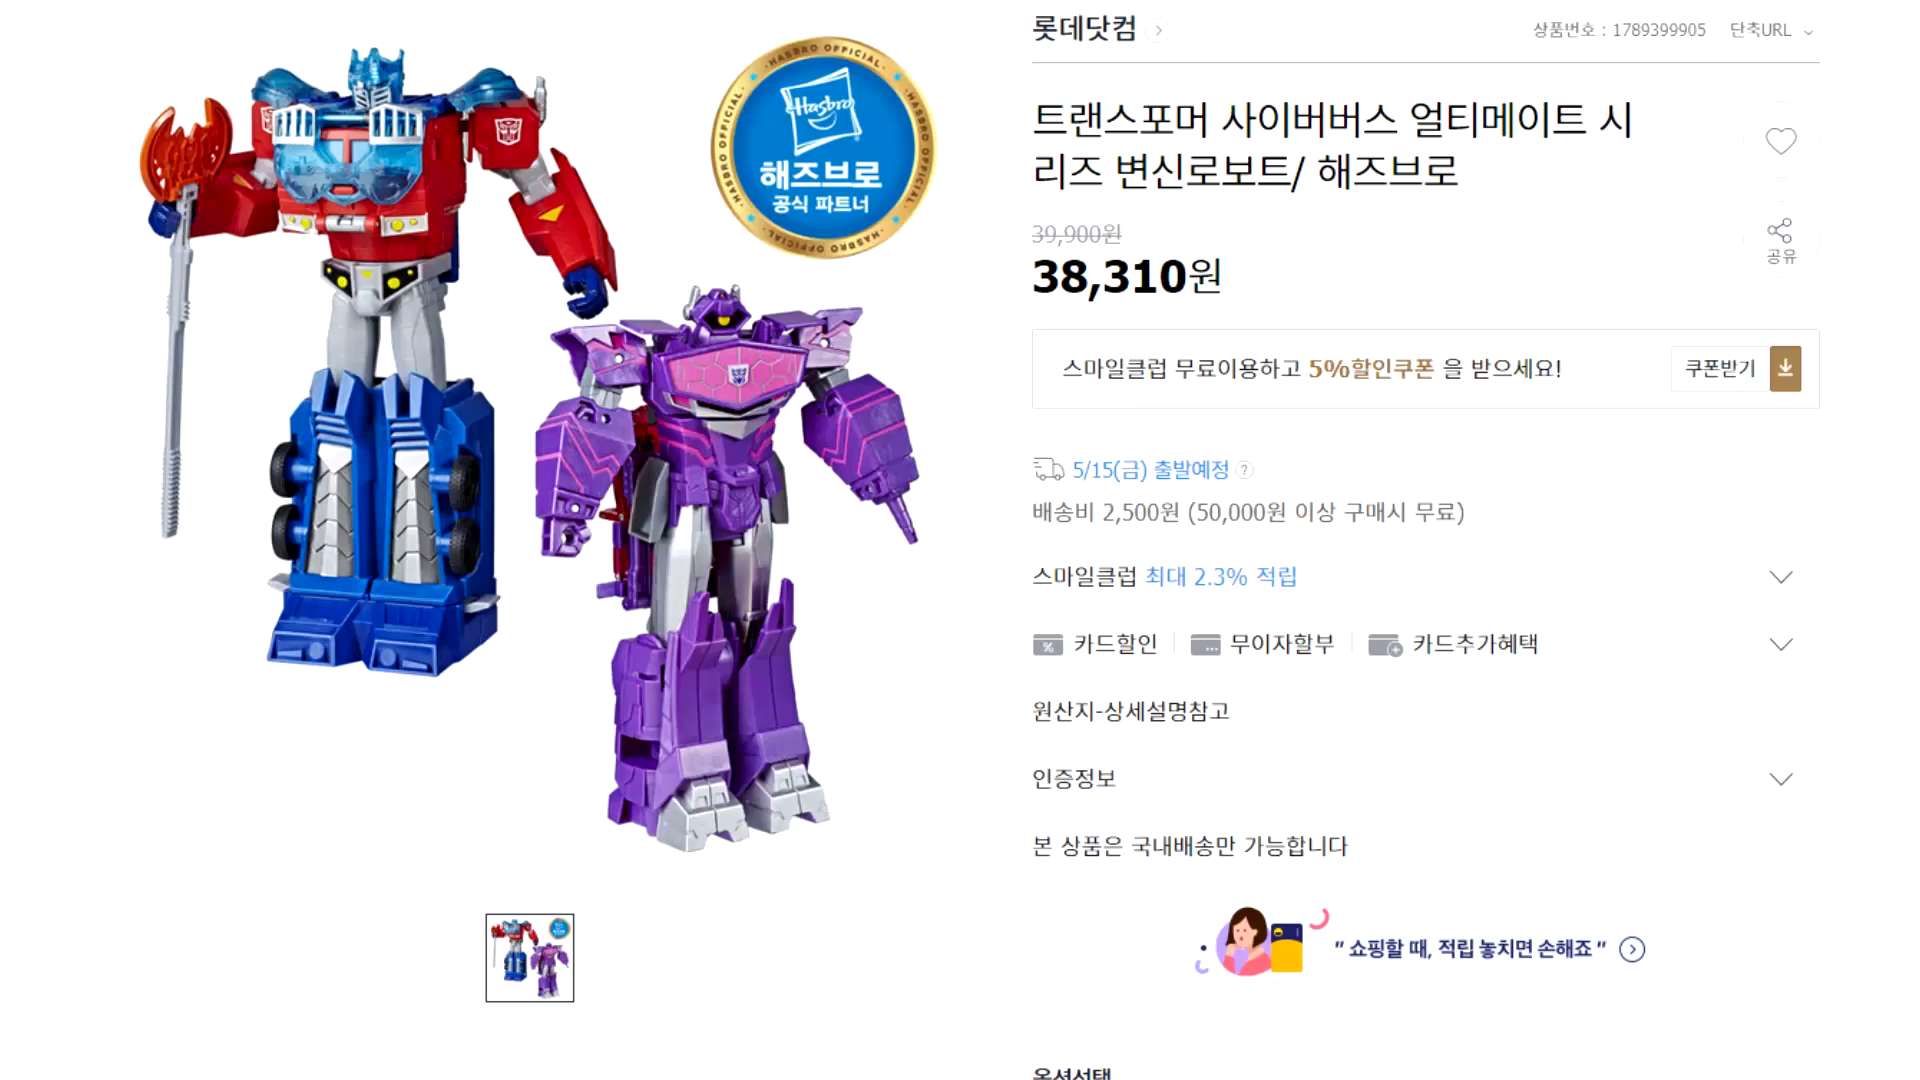 롯데닷컴
상품번호 : 1789399905 단축URL
트랜스포머 사이버버스 얼티메이트 시
리즈 변신로보트/ 해즈브로
39,900원
38,310원
공유
스마일클럽 무료이용하고 5%할인쿠폰 을 받으세요!
쿠폰받기
5/15(금) 출발예정 ?
배송비 2,500원 (50,000원 이상 구매시 무료)
스마일클럽 최대 2.3% 적립
카드할인 무이자할부 카드추가혜택
원산지-상세설명참고
인증정보
본 상품은 국내배송만 가능합니다
" 쇼핑할 때, 적립 놓치면 손해죠 "
옵션선택
HASBRO OFFICIAL
Hasbro
해즈브로
공식 파트너